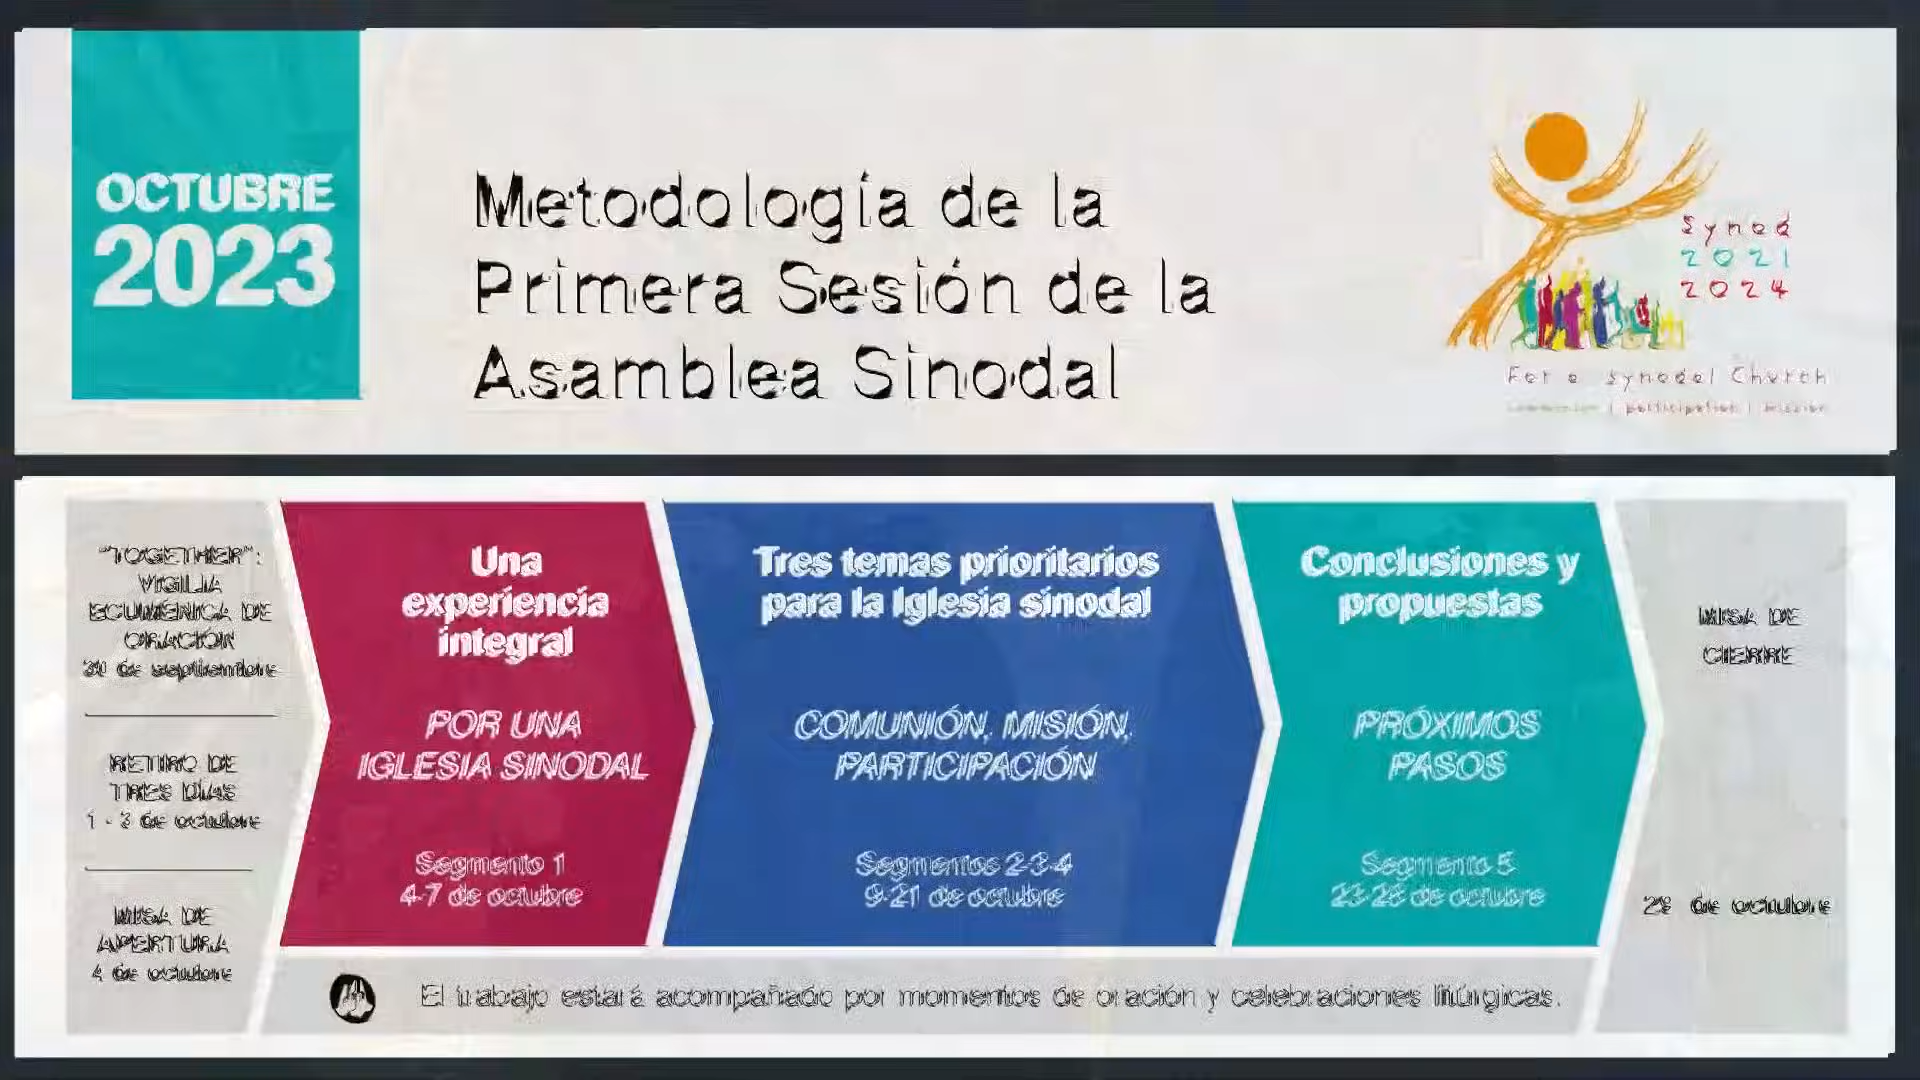 OCTUBRE
2023
Metodología de la
Primera Sesión de la
Asamblea Sinodal
Synod
2021
2024
For a synodal Church
communion | participation | mission
"TOGETHER":
VIGILIA
ECUMÉNICA DE
ORACIÓN
30 de septiembre
RETIRO DE
TRES DÍAS
1 - 3 de octubre
MISA DE
APERTURA
4 de octubre
Una
experiencia
integral
POR UNA
IGLESIA SINODAL
Segmento 1
4-7 de octubre
Tres temas prioritarios
para la Iglesia sinodal
COMUNIÓN, MISIÓN,
PARTICIPACIÓN
Segmentos 2-3-4
9-21 de octubre
Conclusiones y
propuestas
PRÓXIMOS
PASOS
Segmento 5
23-28 de octubre
MISA DE
CIERRE
29 de octubre
El trabajo estará acompañado por momentos de oración y celebraciones litúrgicas.